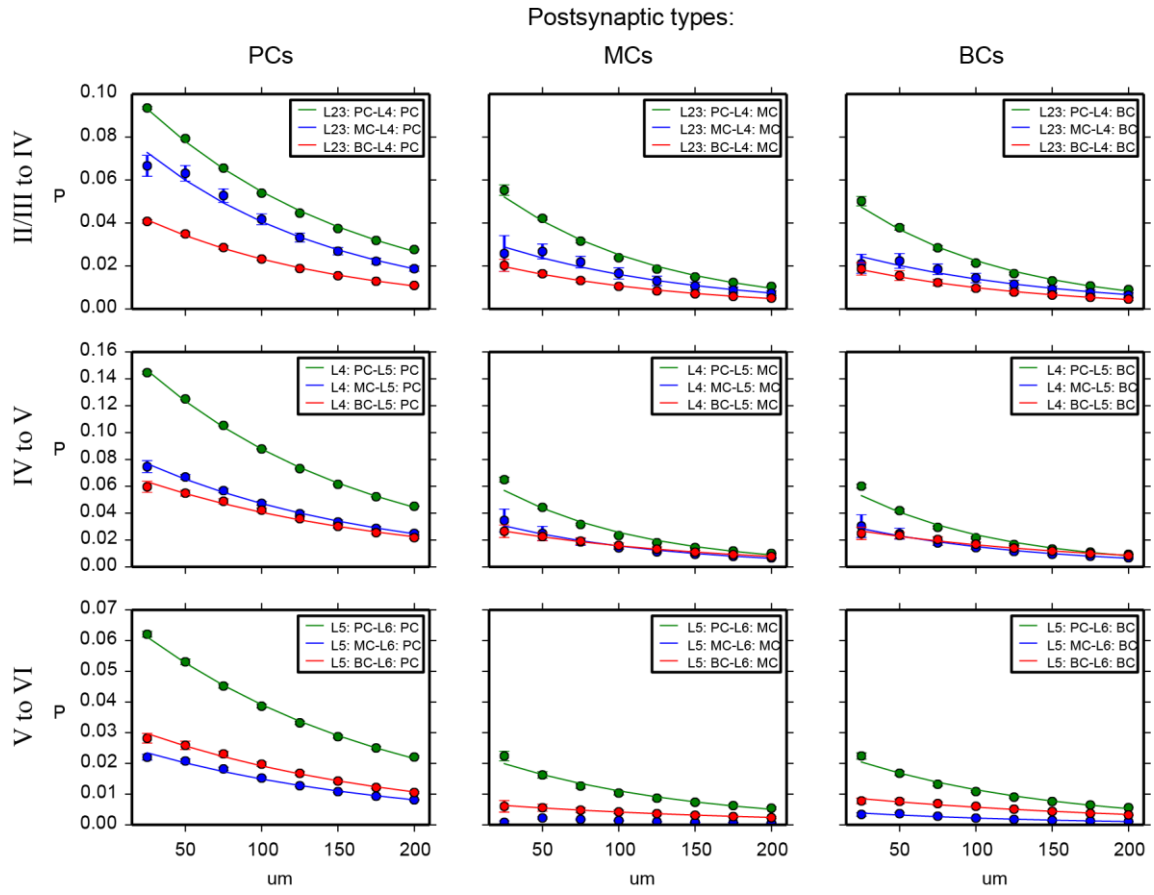 Postsynaptic types:
PCs
MCs
BCs
II/III to IV
P
0.10
0.08
0.06
0.04
0.02
0.00
L23: PC-L4: PC
L23: MC-L4: PC
L23: BC-L4: PC
L23: PC-L4: MC
L23: MC-L4: MC
L23: BC-L4: MC
L23: PC-L4: BC
L23: MC-L4: BC
L23: BC-L4: BC
IV to V
P
0.16
0.14
0.12
0.10
0.08
0.06
0.04
0.02
0.00
L4: PC-L5: PC
L4: MC-L5: PC
L4: BC-L5: PC
L4: PC-L5: MC
L4: MC-L5: MC
L4: BC-L5: MC
L4: PC-L5: BC
L4: MC-L5: BC
L4: BC-L5: BC
V to VI
P
0.07
0.06
0.05
0.04
0.03
0.02
0.01
0.00
L5: PC-L6: PC
L5: MC-L6: PC
L5: BC-L6: PC
L5: PC-L6: MC
L5: MC-L6: MC
L5: BC-L6: MC
L5: PC-L6: BC
L5: MC-L6: BC
L5: BC-L6: BC
50 100 150 200
50 100 150 200
50 100 150 200
um
um
um